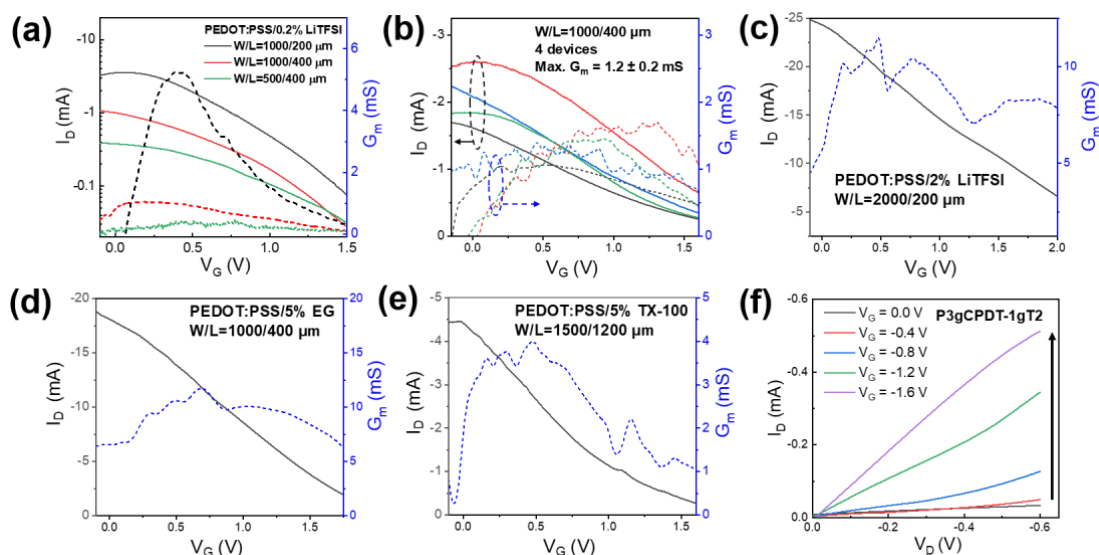 (a)
PEDOT:PSS/0.2% LiTFSI
W/L=1000/200 μm
W/L=1000/400 μm
W/L=500/400 μm
I_D (mA)
-10
-1
-0.1
G_m (mS)
6
5
4
3
2
1
0
0.0
0.5
1.0
1.5
V_G (V)
(b)
W/L=1000/400 μm
4 devices
Max. G_m = 1.2 ± 0.2 mS
I_D (mA)
-3
-2
-1
0
G_m (mS)
3
2
1
0
0.0
0.5
1.0
1.5
V_G (V)
(c)
PEDOT:PSS/2% LiTFSI
W/L=2000/200 μm
I_D (mA)
-25
-20
-15
-10
-5
G_m (mS)
10
5
0.0
0.5
1.0
1.5
2.0
V_G (V)
(d)
PEDOT:PSS/5% EG
W/L=1000/400 μm
I_D (mA)
-20
-15
-10
-5
0
G_m (mS)
20
15
10
5
0
0.0
0.5
1.0
1.5
V_G (V)
(e)
PEDOT:PSS/5% TX-100
W/L=1500/1200 μm
I_D (mA)
-5
-4
-3
-2
-1
0
G_m (mS)
5
4
3
2
1
0
0.0
0.5
1.0
1.5
V_G (V)
(f)
P3gCPDT-1gT2
V_G = 0.0 V
V_G = -0.4 V
V_G = -0.8 V
V_G = -1.2 V
V_G = -1.6 V
I_D (mA)
-0.6
-0.4
-0.2
0.0
0.0
-0.2
-0.4
-0.6
V_D (V)